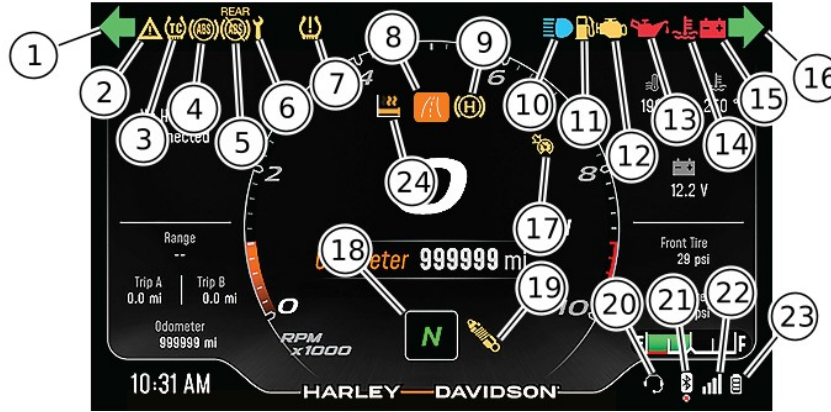 REAR
TC
ABS
ABS
1
2
3
4
5
6
7
8
9
10
11
12
13
14
15
16
4
6
H
250 °
2
8
24
17
12.2 V
Range
--
Trip A
Trip B
0.0 mi
0.0 mi
Odometer
999999 mi
18
999999 mi
19
Front Tire
29 psi
20
21
22
23
0
10
RPM
x1000
N
F
10:31 AM
HARLEY-DAVIDSON